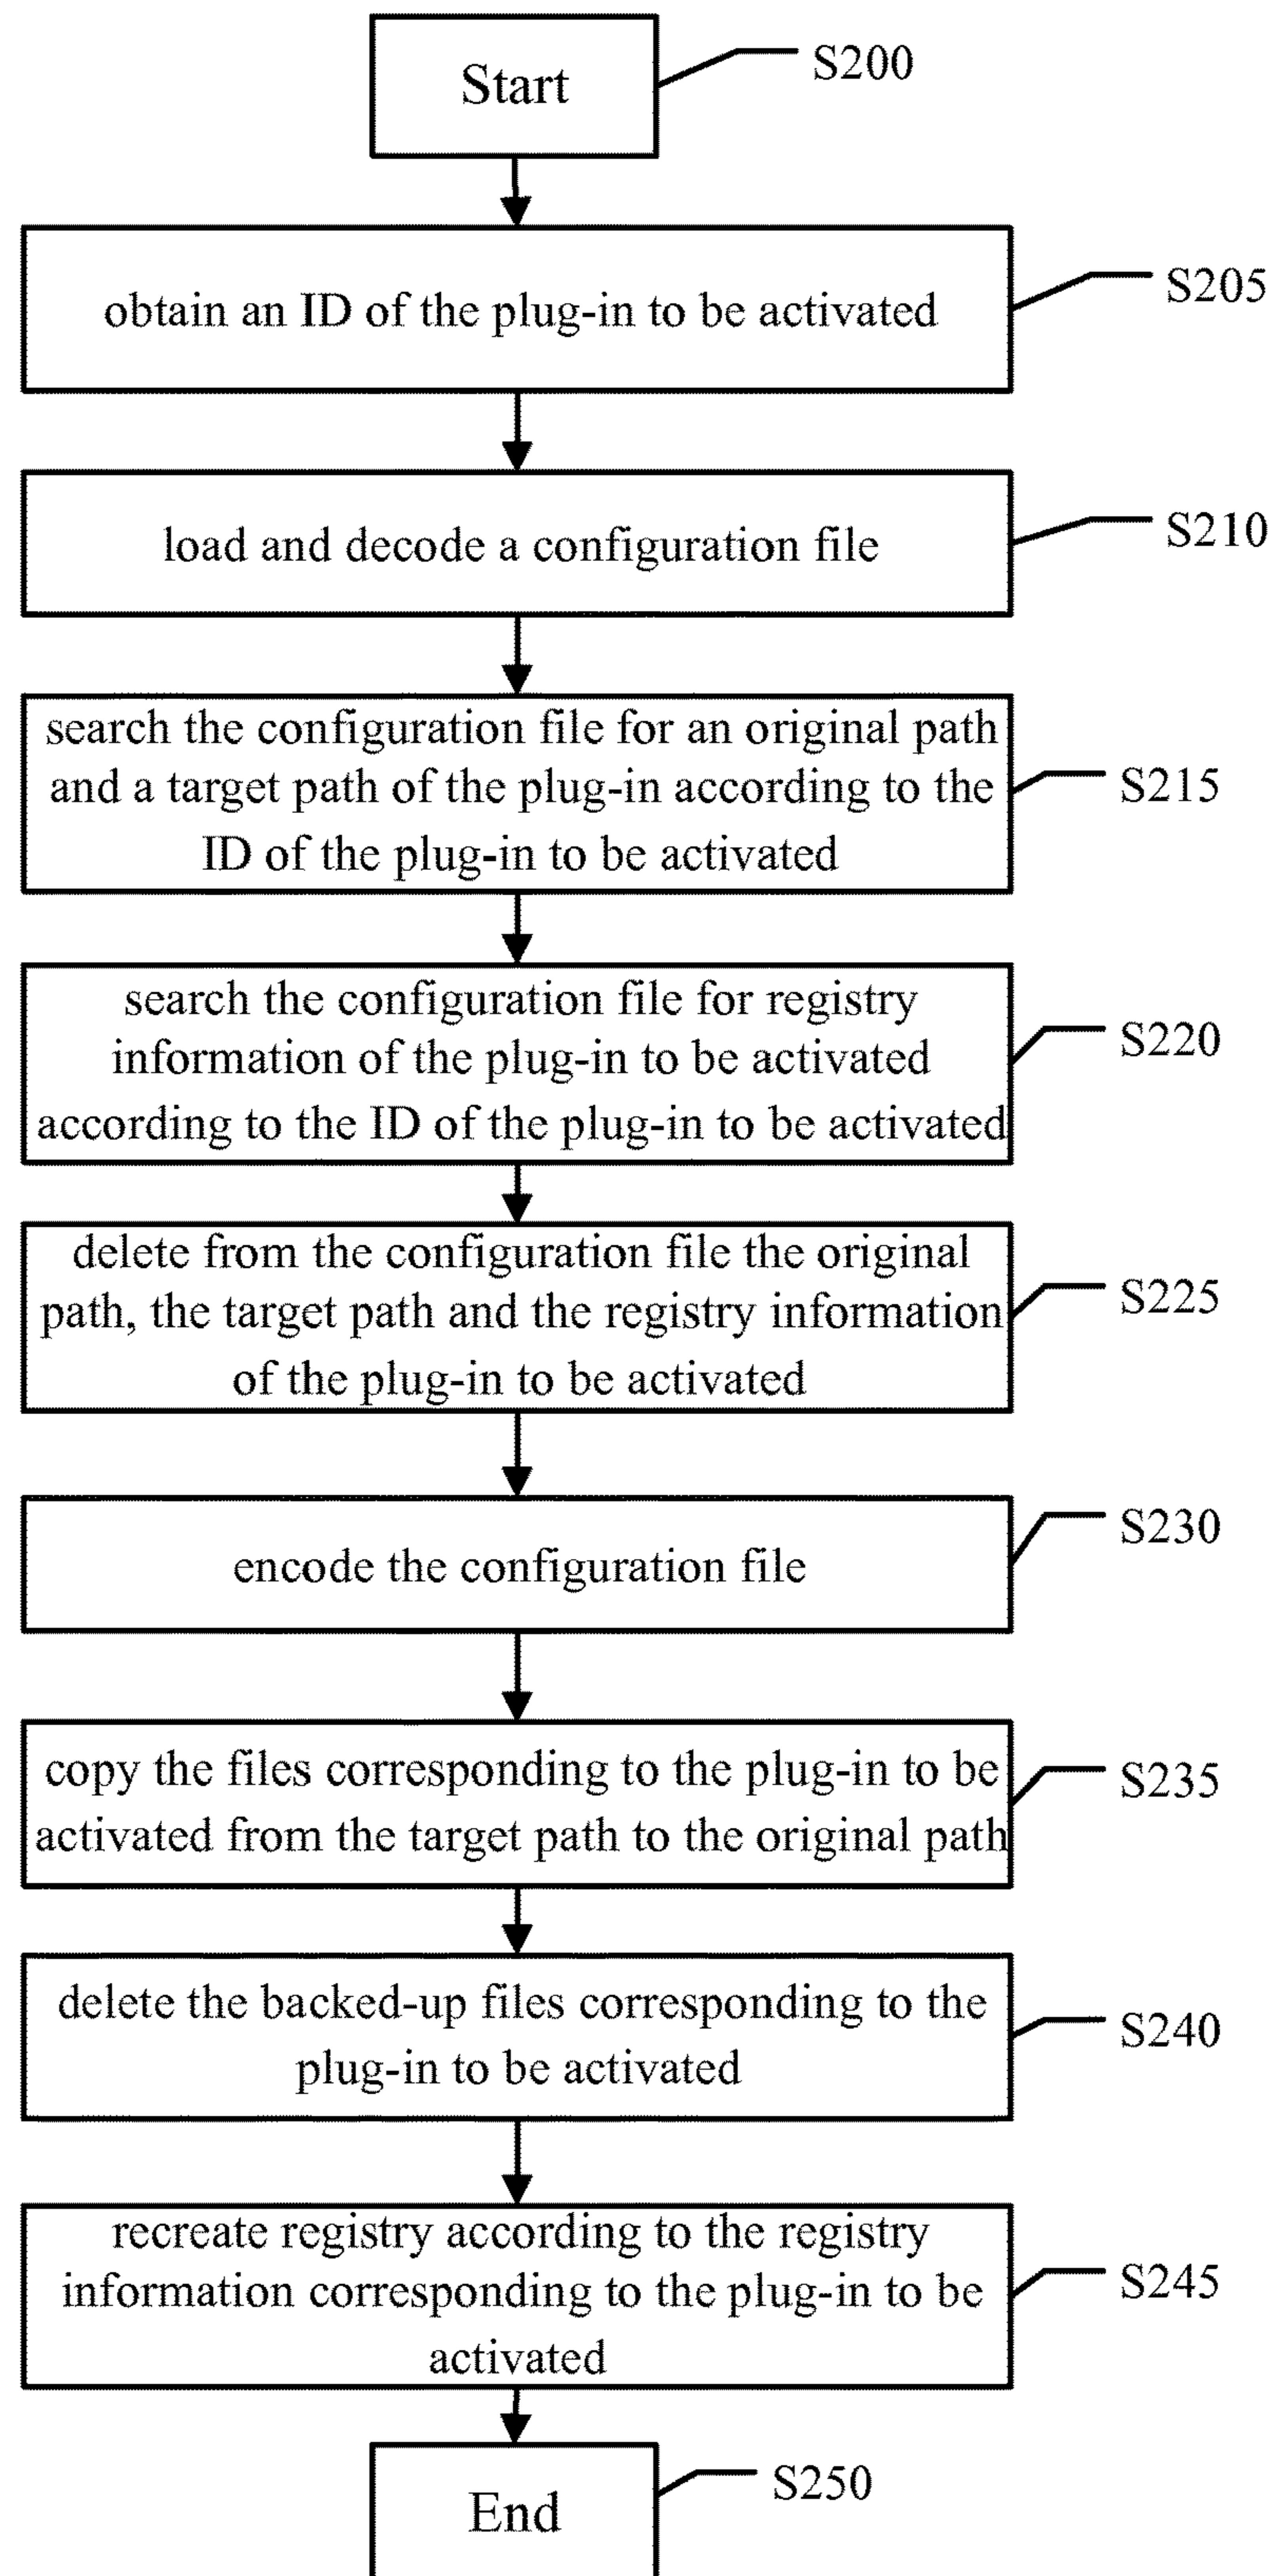 Start
S200
obtain an ID of the plug-in to be activated
S205
load and decode a configuration file
S210
search the configuration file for an original path
and a target path of the plug-in according to the
ID of the plug-in to be activated
S215
search the configuration file for registry
information of the plug-in to be activated
according to the ID of the plug-in to be activated
S220
delete from the configuration file the original
path, the target path and the registry information
of the plug-in to be activated
S225
encode the configuration file
S230
copy the files corresponding to the plug-in to be
activated from the target path to the original path
S235
delete the backed-up files corresponding to the
plug-in to be activated
S240
recreate registry according to the registry
information corresponding to the plug-in to be
activated
S245
End
S250